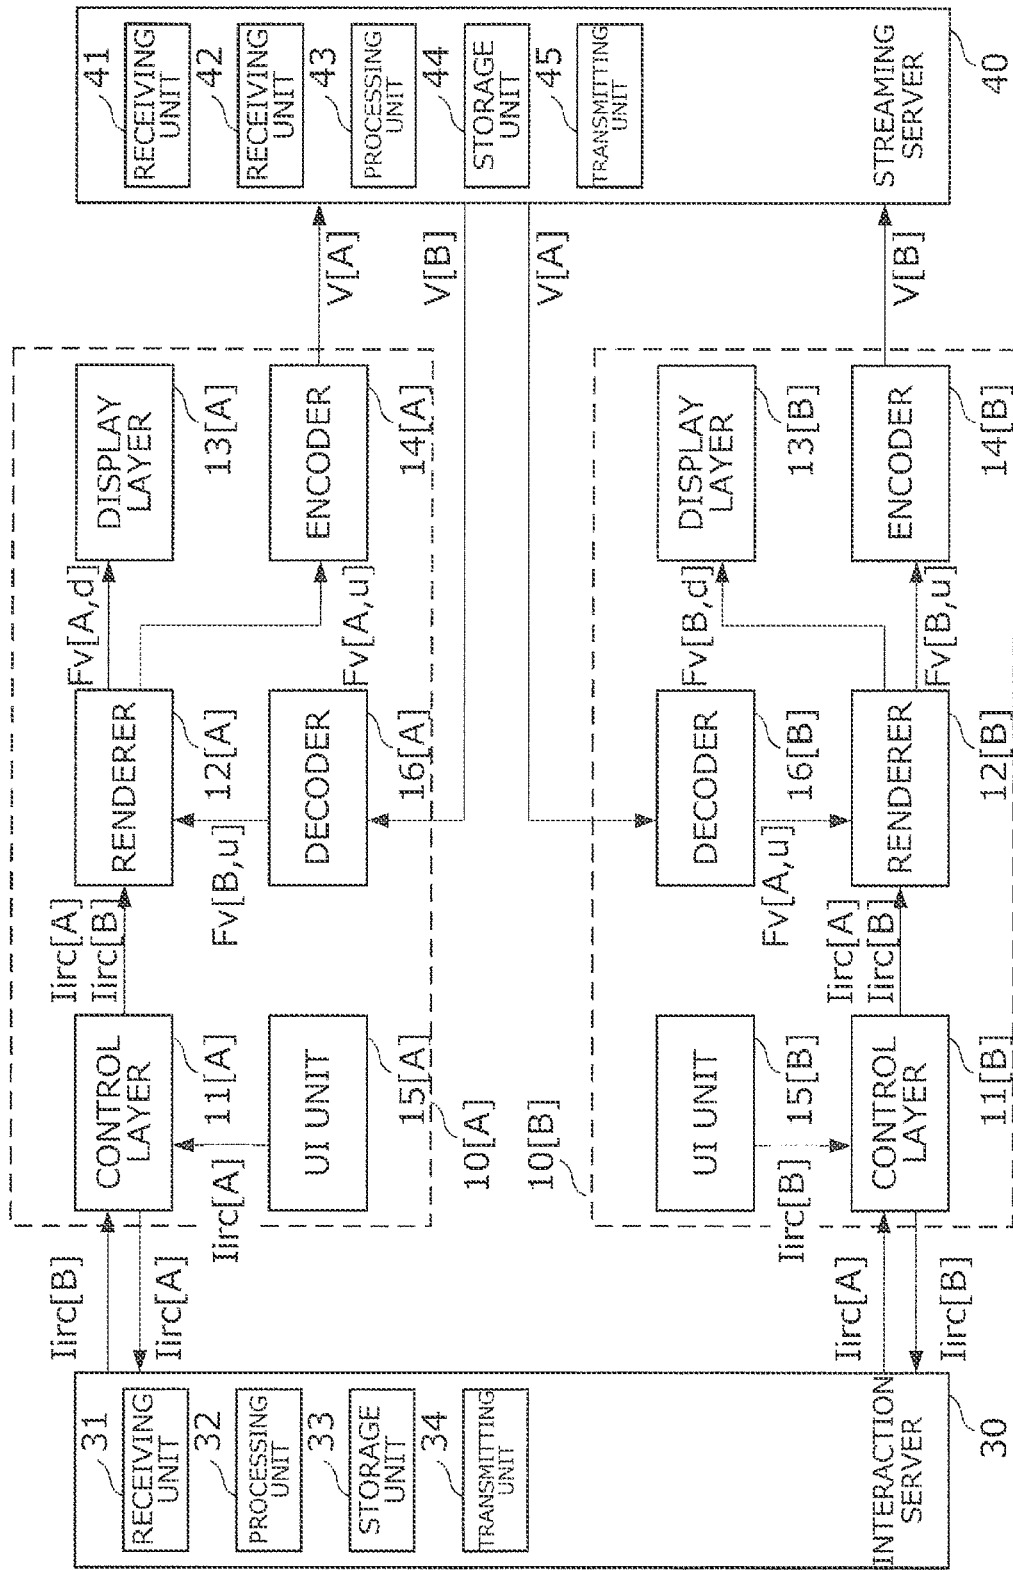 31
RECEIVING
UNIT
32
PROCESSING
UNIT
33
STORAGE
UNIT
34
TRANSMITTING
UNIT
INTERACTION
SERVER
30
Iirc[B]
Iirc[A]
Iirc[A]
Iirc[B]
CONTROL
LAYER
11[A]
Iirc[A]
UI UNIT
15[A]
10[A]
Iirc[A]
Iirc[B]
RENDERER
12[A]
Fv[B,u]
DECODER
16[A]
Fv[A,d]
Fv[A,u]
DISPLAY
LAYER
13[A]
ENCODER
14[A]
10[B]
UI UNIT
15[B]
Iirc[B]
CONTROL
LAYER
11[B]
Iirc[A]
Iirc[B]
DECODER
16[B]
Fv[A,u]
RENDERER
12[B]
Fv[B,d]
Fv[B,u]
DISPLAY
LAYER
13[B]
ENCODER
14[B]
V[A]
V[B]
V[A]
V[B]
41
RECEIVING
UNIT
42
RECEIVING
UNIT
43
PROCESSING
UNIT
44
STORAGE
UNIT
45
TRANSMITTING
UNIT
STREAMING
SERVER
40